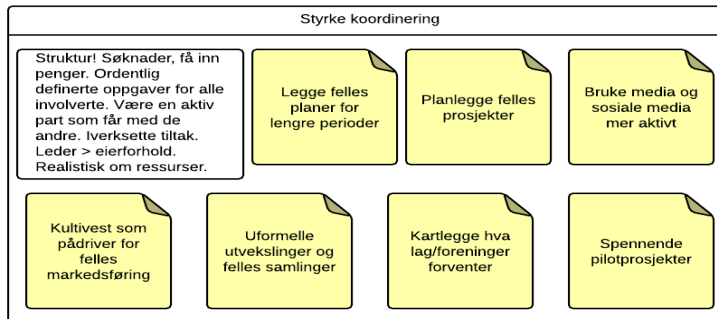 Styrke koordinering
Struktur! Søknader, få inn
penger. Ordentlig
definerte oppgaver for alle
involverte. Være en aktiv
part som får med de
andre. Iverksette tiltak.
Leder > eierforhold.
Realistisk om ressurser.
Legge felles
planer for
lengre perioder
Planlegge felles
prosjekter
Bruke media og
sosiale media
mer aktivt
Kultivest som
pådriver for
felles
markedsføring
Uformelle
utvekslinger og
felles samlinger
Kartlegge hva
lag/foreninger
forventer
Spennende
pilotprosjekter